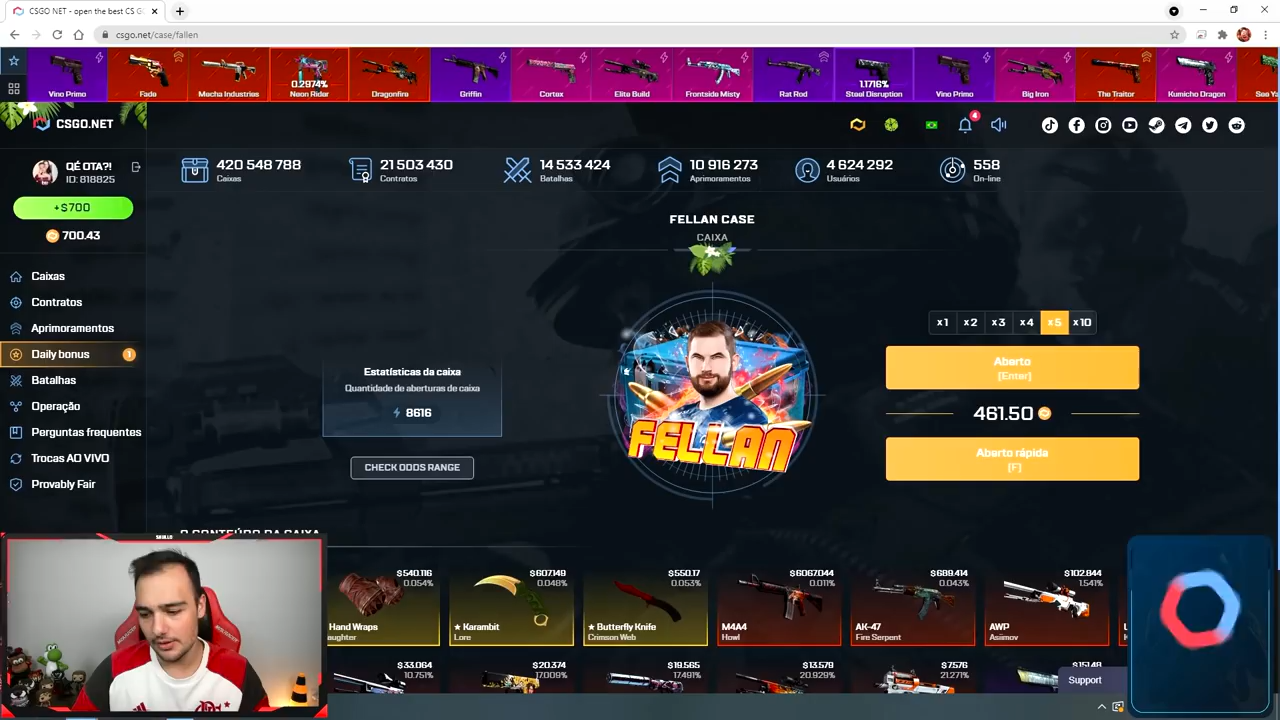 CSGO NET - open the best CS G
csgo.net/case/fallen
Vino Primo
Fade
Mecha Industries
0.2974%
Neon Rider
Dragonfire
Griffin
Cortex
Elite Build
Frontside Misty
Rat Rod
1.1716%
Steel Disruption
Vino Primo
Big Iron
The Traitor
Kumicho Dragon
See Ya
CSGO.NET
4
QÉ OTA?!
ID: 818825
+$700
700.43
420 548 788
Caixas
21 503 430
Contratos
14 533 424
Batalhas
10 916 273
Aprimoramentos
4 624 292
Usuários
558
On-line
Caixas
Contratos
Aprimoramentos
Daily bonus
1
Batalhas
Operação
Perguntas frequentes
Trocas AO VIVO
Provably Fair
FELLAN CASE
CAIXA
Estatísticas da caixa
Quantidade de aberturas de caixa
8616
CHECK ODDS RANGE
FELLAN
x1 x2 x3 x4 x5 x10
Aberto
[Enter]
461.50
Aberto rápida
[F]
O CONTEÚDO DA CAIXA
$540.116
0.054%
Hand Wraps
aughter
$607.149
0.048%
★ Karambit
Lore
$550.17
0.053%
★ Butterfly Knife
Crimson Web
$6067.044
0.011%
M4A4
Howl
$689.414
0.043%
AK-47
Fire Serpent
$102.844
1.541%
AWP
Asiimov
$33.064
10.751%
$20.374
17.009%
$19.565
17.491%
$13.579
20.929%
$7.576
21.271%
$151.48
Support